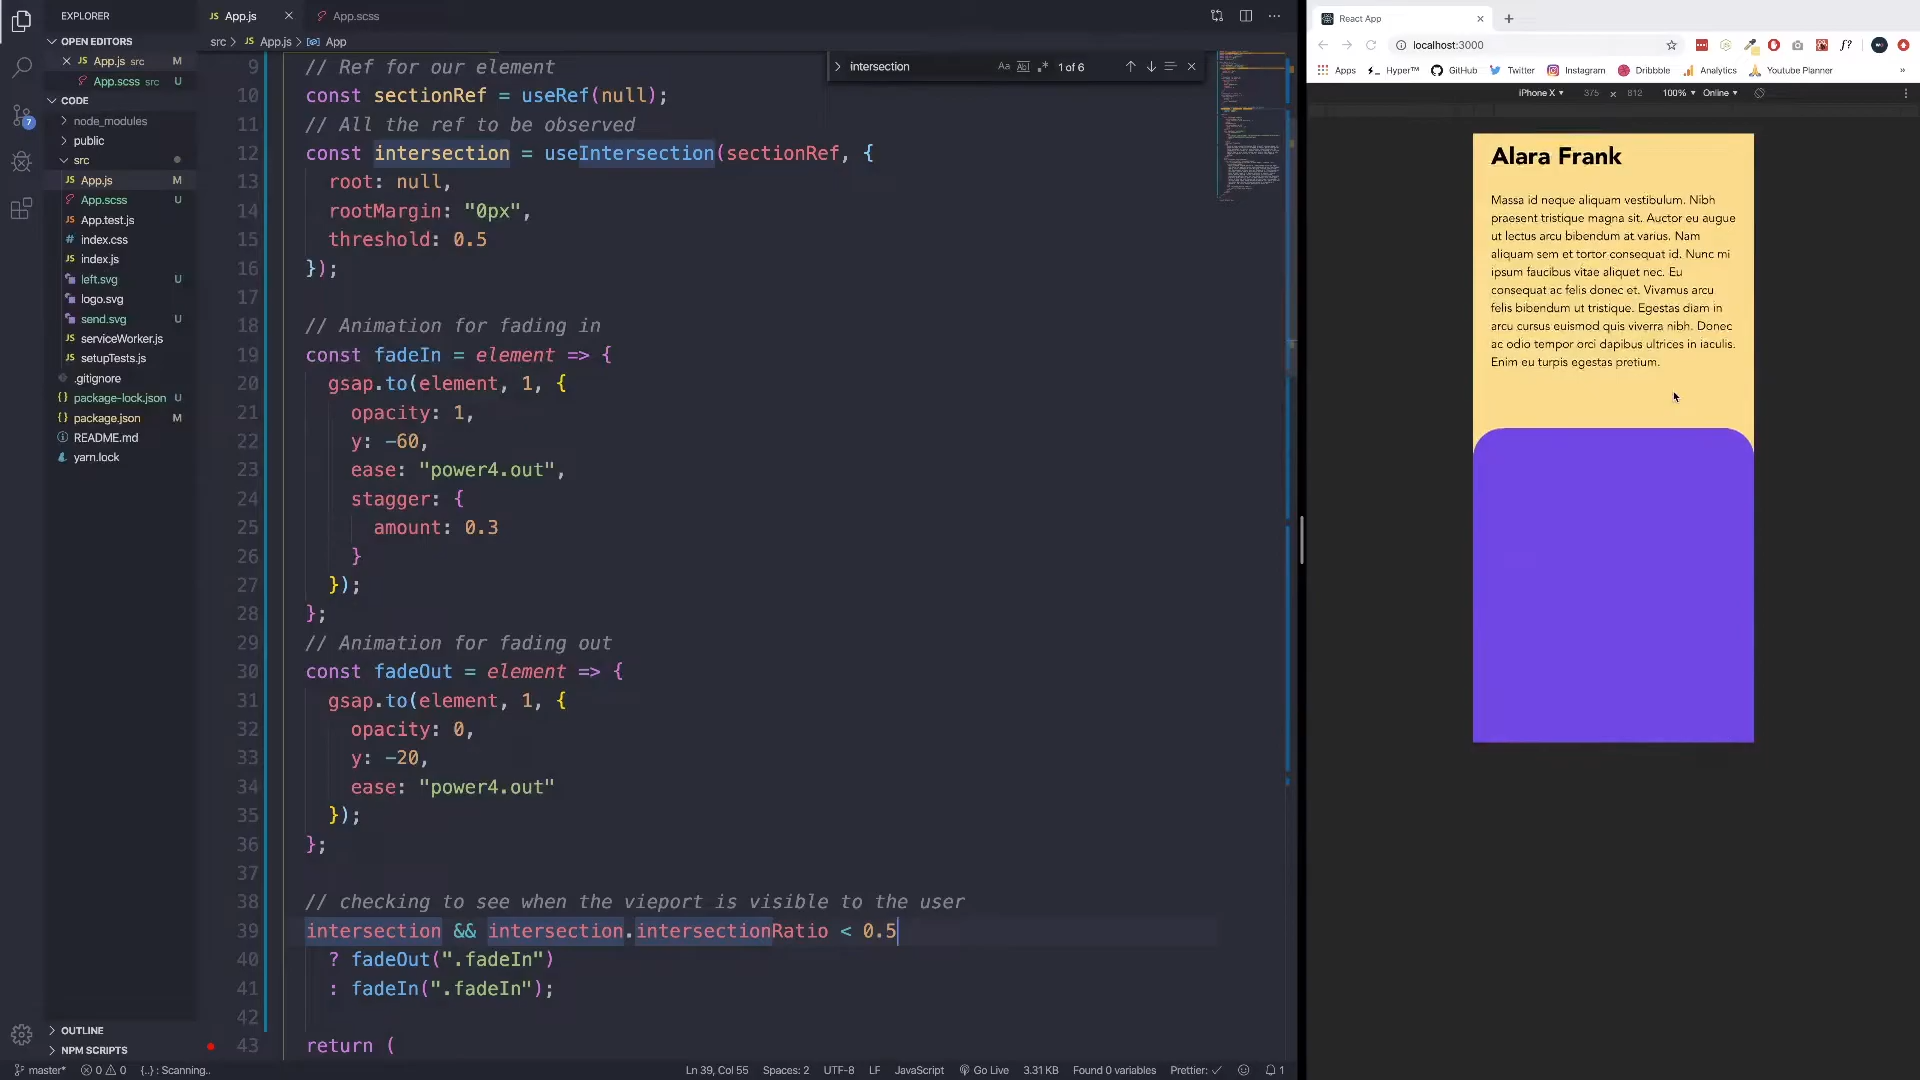 EXPLORER
OPEN EDITORS
App.js src M
App.scss src U
CODE
node_modules
public
src
App.js M
App.scss U
App.test.js
index.css
index.js
left.svg U
logo.svg
send.svg U
serviceWorker.js
setupTests.js
.gitignore
package-lock.json U
package.json M
README.md
yarn.lock
OUTLINE
NPM SCRIPTS
7
App.js
App.scss
src > App.js > App
intersection
Aa
1 of 6
9 // Ref for our element
10 const sectionRef = useRef(null);
11 // All the ref to be observed
12 const intersection = useIntersection(sectionRef, {
13 root: null,
14 rootMargin: "0px",
15 threshold: 0.5
16 });
17
18 // Animation for fading in
19 const fadeIn = element => {
20 gsap.to(element, 1, {
21 opacity: 1,
22 y: -60,
23 ease: "power4.out",
24 stagger: {
25 amount: 0.3
26 }
27 });
28 };
29 // Animation for fading out
30 const fadeOut = element => {
31 gsap.to(element, 1, {
32 opacity: 0,
33 y: -20,
34 ease: "power4.out"
35 });
36 };
37
38 // checking to see when the vieport is visible to the user
39 intersection && intersection.intersectionRatio < 0.5
40 ? fadeOut(".fadeIn")
41 : fadeIn(".fadeIn");
42
43 return (
master* 0 0 {..} : Scanning..
Ln 39, Col 55 Spaces: 2 UTF-8 LF JavaScript Go Live 3.31 KB Found 0 variables Prettier: ✓ 1
React App
localhost:3000
f?
Apps Hyper™ GitHub Twitter Instagram Dribbble Analytics Youtube Planner »
iPhone X ▾ 375 × 812 100% ▾ Online ▾
Alara Frank
Massa id neque aliquam vestibulum. Nibh
praesent tristique magna sit. Auctor eu augue
ut lectus arcu bibendum at varius. Nam
aliquam sem et tortor consequat id. Nunc mi
ipsum faucibus vitae aliquet nec. Eu
consequat ac felis donec et. Vivamus arcu
felis bibendum ut tristique. Egestas diam in
arcu cursus euismod quis viverra nibh. Donec
ac odio tempor orci dapibus ultrices in iaculis.
Enim eu turpis egestas pretium.